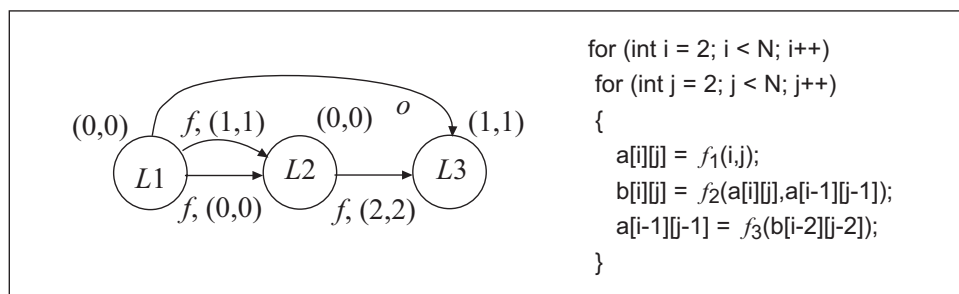 (0,0)
f, (1,1)
(0,0)
o
(1,1)
L1
L2
L3
f, (0,0)
f, (2,2)
for (int i = 2; i < N; i++)
for (int j = 2; j < N; j++)
{
a[i][j] = f1(i,j);
b[i][j] = f2(a[i][j],a[i-1][j-1]);
a[i-1][j-1] = f3(b[i-2][j-2]);
}